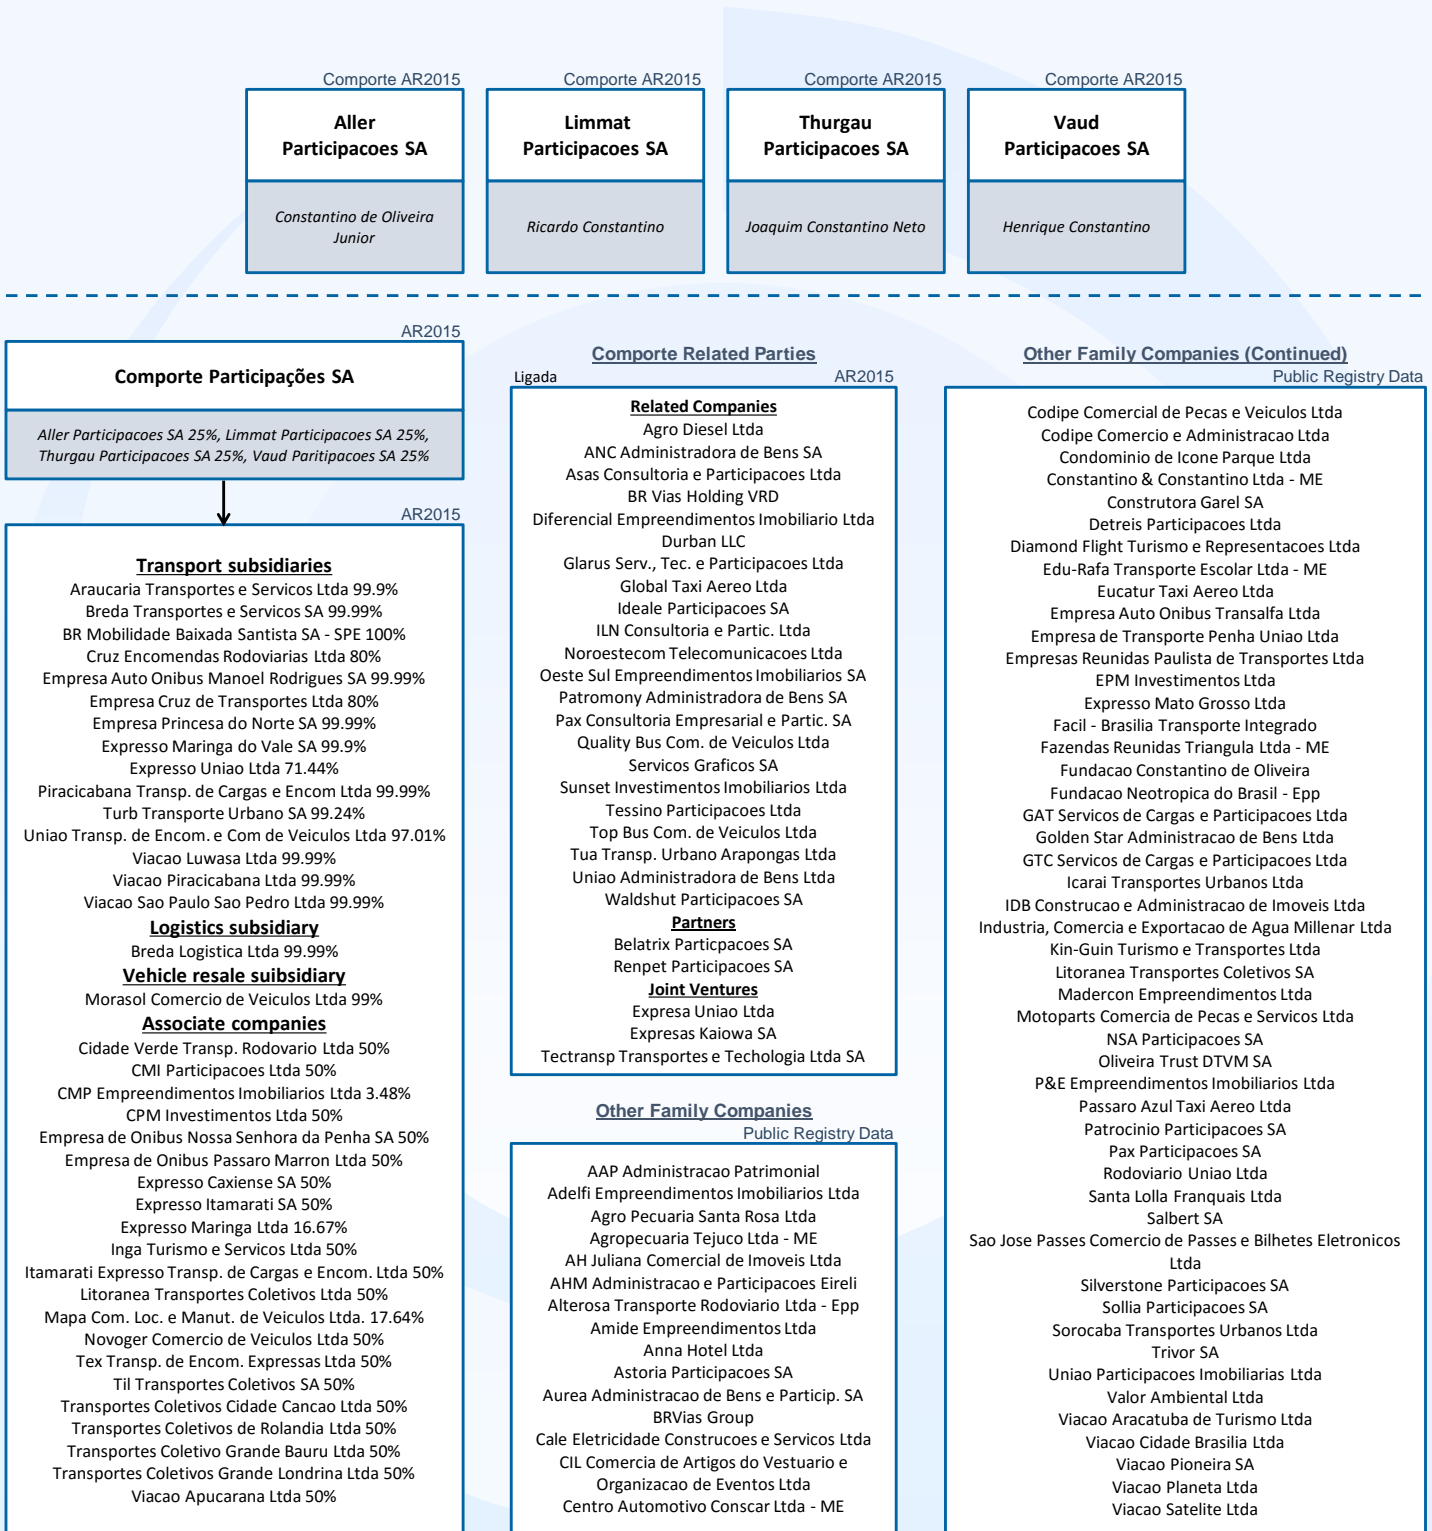 Comporte AR2015
Aller
Participacoes SA
Constantino de Oliveira
Junior
Comporte AR2015
Limmat
Participacoes SA
Ricardo Constantino
Comporte AR2015
Thurgau
Participacoes SA
Joaquim Constantino Neto
Comporte AR2015
Vaud
Participacoes SA
Henrique Constantino
AR2015
Comporte Participações SA
Aller Participacoes SA 25%, Limmat Participacoes SA 25%,
Thurgau Participacoes SA 25%, Vaud Paritipacoes SA 25%
AR2015
Transport subsidiaries
Araucaria Transportes e Servicos Ltda 99.9%
Breda Transportes e Servicos SA 99.99%
BR Mobilidade Baixada Santista SA - SPE 100%
Cruz Encomendas Rodoviarias Ltda 80%
Empresa Auto Onibus Manoel Rodrigues SA 99.99%
Empresa Cruz de Transportes Ltda 80%
Empresa Princesa do Norte SA 99.99%
Expresso Maringa do Vale SA 99.9%
Expresso Uniao Ltda 71.44%
Piracicabana Transp. de Cargas e Encom Ltda 99.99%
Turb Transporte Urbano SA 99.24%
Uniao Transp. de Encom. e Com de Veiculos Ltda 97.01%
Viacao Luwasa Ltda 99.99%
Viacao Piracicabana Ltda 99.99%
Viacao Sao Paulo Sao Pedro Ltda 99.99%
Logistics subsidiary
Breda Logistica Ltda 99.99%
Vehicle resale suibsidiary
Morasol Comercio de Veiculos Ltda 99%
Associate companies
Cidade Verde Transp. Rodovario Ltda 50%
CMI Participacoes Ltda 50%
CMP Empreendimentos Imobiliarios Ltda 3.48%
CPM Investimentos Ltda 50%
Empresa de Onibus Nossa Senhora da Penha SA 50%
Empresa de Onibus Passaro Marron Ltda 50%
Expresso Caxiense SA 50%
Expresso Itamarati SA 50%
Expresso Maringa Ltda 16.67%
Inga Turismo e Servicos Ltda 50%
Itamarati Expresso Transp. de Cargas e Encom. Ltda 50%
Litoranea Transportes Coletivos Ltda 50%
Mapa Com. Loc. e Manut. de Veiculos Ltda. 17.64%
Novoger Comercio de Veiculos Ltda 50%
Tex Transp. de Encom. Expressas Ltda 50%
Til Transportes Coletivos SA 50%
Transportes Coletivos Cidade Cancao Ltda 50%
Transportes Coletivos de Rolandia Ltda 50%
Transportes Coletivo Grande Bauru Ltda 50%
Transportes Coletivos Grande Londrina Ltda 50%
Viacao Apucarana Ltda 50%
Comporte Related Parties
Ligada AR2015
Related Companies
Agro Diesel Ltda
ANC Administradora de Bens SA
Asas Consultoria e Participacoes Ltda
BR Vias Holding VRD
Diferencial Empreendimentos Imobiliario Ltda
Durban LLC
Glarus Serv., Tec. e Participacoes Ltda
Global Taxi Aereo Ltda
Ideale Participacoes SA
ILN Consultoria e Partic. Ltda
Noroestecom Telecomunicacoes Ltda
Oeste Sul Empreendimentos Imobiliarios SA
Patromony Administradora de Bens SA
Pax Consultoria Empresarial e Partic. SA
Quality Bus Com. de Veiculos Ltda
Servicos Graficos SA
Sunset Investimentos Imobiliarios Ltda
Tessino Participacoes Ltda
Top Bus Com. de Veiculos Ltda
Tua Transp. Urbano Arapongas Ltda
Uniao Administradora de Bens Ltda
Waldshut Participacoes SA
Partners
Belatrix Particpacoes SA
Renpet Participacoes SA
Joint Ventures
Expresa Uniao Ltda
Expresas Kaiowa SA
Tectransp Transportes e Techologia Ltda SA
Other Family Companies
Public Registry Data
AAP Administracao Patrimonial
Adelfi Empreendimentos Imobiliarios Ltda
Agro Pecuaria Santa Rosa Ltda
Agropecuaria Tejuco Ltda - ME
AH Juliana Comercial de Imoveis Ltda
AHM Administracao e Participacoes Eireli
Alterosa Transporte Rodoviario Ltda - Epp
Amide Empreendimentos Ltda
Anna Hotel Ltda
Astoria Participacoes SA
Aurea Administracao de Bens e Particip. SA
BRVias Group
Cale Eletricidade Construcoes e Servicos Ltda
CIL Comercia de Artigos do Vestuario e
Organizacao de Eventos Ltda
Centro Automotivo Conscar Ltda - ME
Other Family Companies (Continued)
Public Registry Data
Codipe Comercial de Pecas e Veiculos Ltda
Codipe Comercio e Administracao Ltda
Condominio de Icone Parque Ltda
Constantino & Constantino Ltda - ME
Construtora Garel SA
Detreis Participacoes Ltda
Diamond Flight Turismo e Representacoes Ltda
Edu-Rafa Transporte Escolar Ltda - ME
Eucatur Taxi Aereo Ltda
Empresa Auto Onibus Transalfa Ltda
Empresa de Transporte Penha Uniao Ltda
Empresas Reunidas Paulista de Transportes Ltda
EPM Investimentos Ltda
Expresso Mato Grosso Ltda
Facil - Brasilia Transporte Integrado
Fazendas Reunidas Triangula Ltda - ME
Fundacao Constantino de Oliveira
Fundacao Neotropica do Brasil - Epp
GAT Servicos de Cargas e Participacoes Ltda
Golden Star Administracao de Bens Ltda
GTC Servicos de Cargas e Participacoes Ltda
Icarai Transportes Urbanos Ltda
IDB Construcao e Administracao de Imoveis Ltda
Industria, Comercia e Exportacao de Agua Millenar Ltda
Kin-Guin Turismo e Transportes Ltda
Litoranea Transportes Coletivos SA
Madercon Empreendimentos Ltda
Motoparts Comercia de Pecas e Servicos Ltda
NSA Participacoes SA
Oliveira Trust DTVM SA
P&E Empreendimentos Imobiliarios Ltda
Passaro Azul Taxi Aereo Ltda
Patrocinio Participacoes SA
Pax Participacoes SA
Rodoviario Uniao Ltda
Santa Lolla Franquais Ltda
Salbert SA
Sao Jose Passes Comercio de Passes e Bilhetes Eletronicos
Ltda
Silverstone Participacoes SA
Sollia Participacoes SA
Sorocaba Transportes Urbanos Ltda
Trivor SA
Uniao Participacoes Imobiliarias Ltda
Valor Ambiental Ltda
Viacao Aracatuba de Turismo Ltda
Viacao Cidade Brasilia Ltda
Viacao Pioneira SA
Viacao Planeta Ltda
Viacao Satelite Ltda